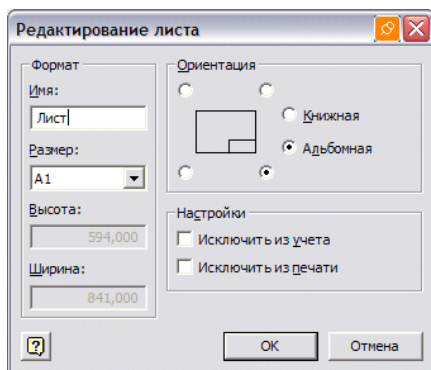 Редактирование листа
Формат
Имя:
Лист
Размер:
A1
Высота:
594,000
Ширина:
841,000
Ориентация
Книжная
Альбомная
Настройки
Исключить из учета
Исключить из печати
?
OK
Отмена